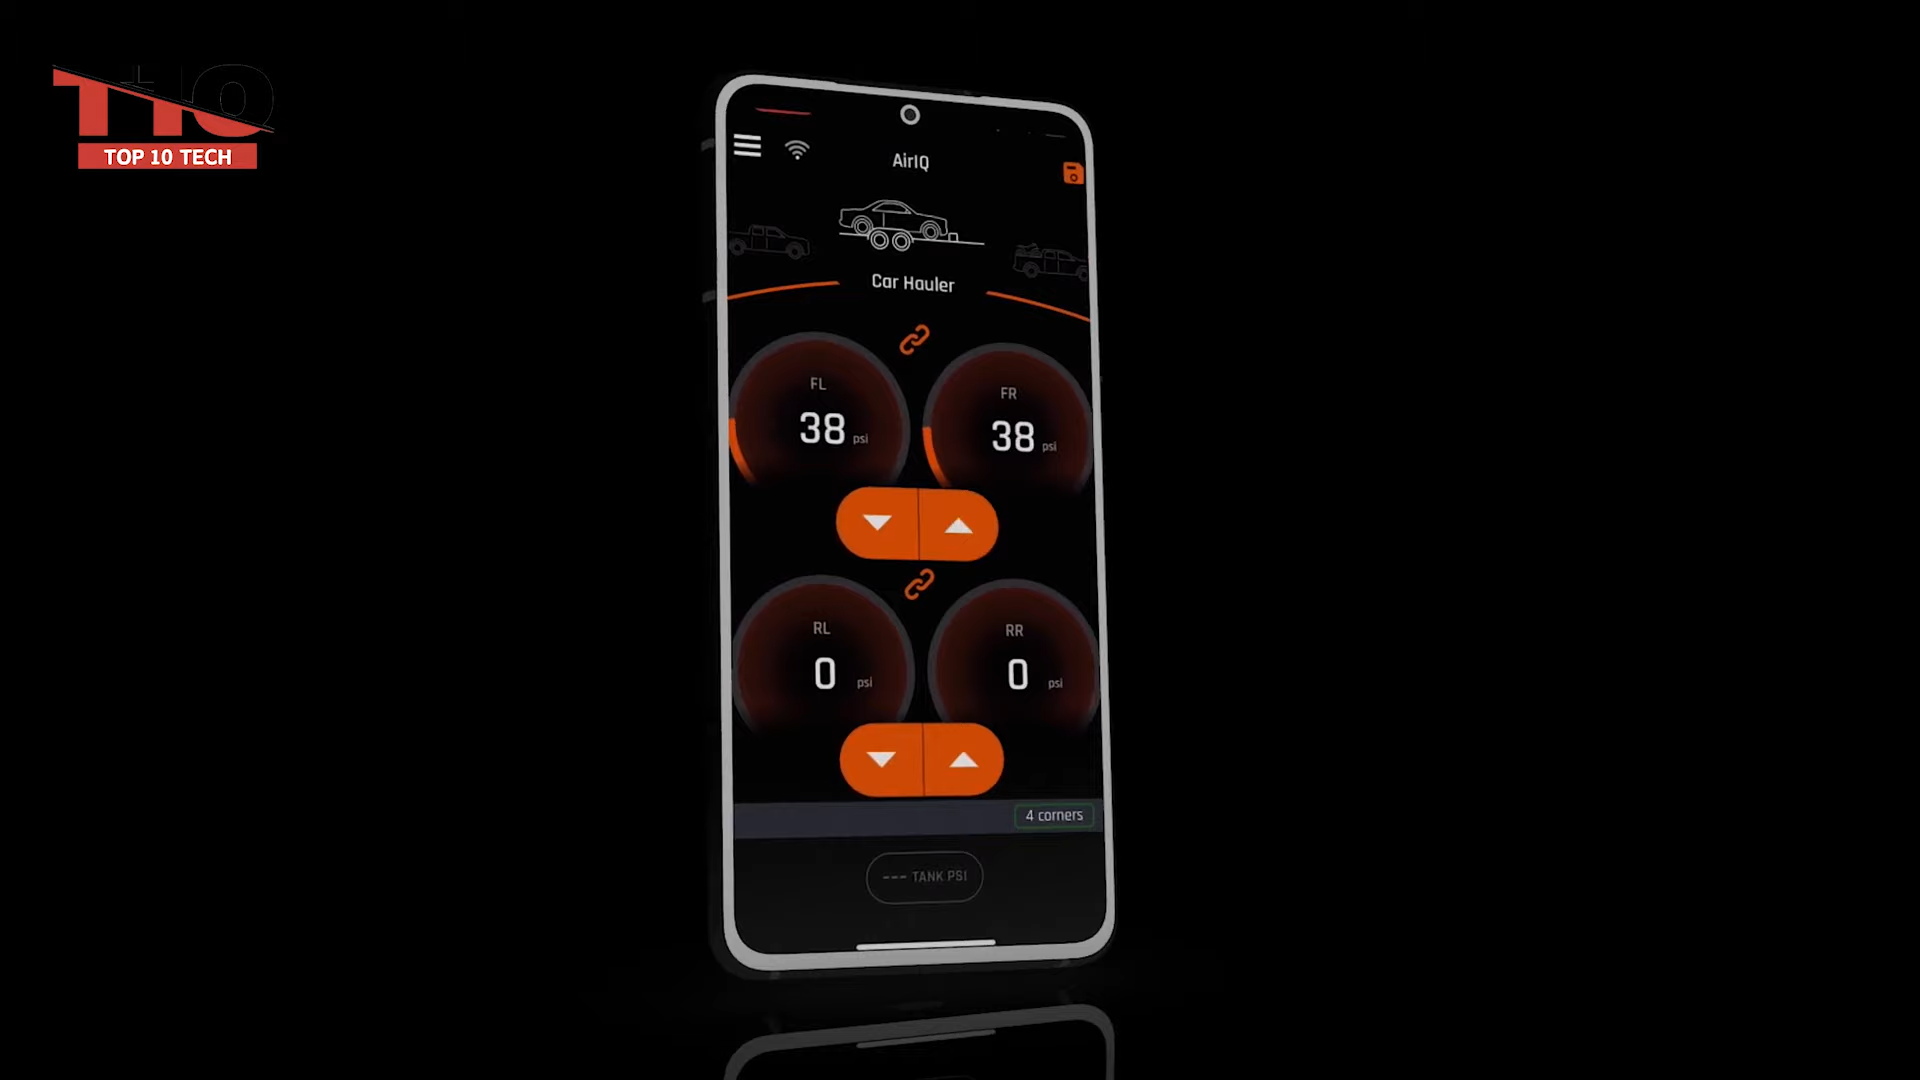 T10
TOP 10 TECH
AirIQ
Car Hauler
FL
38 psi
FR
38 psi
RL
0 psi
RR
0 psi
4 corners
--- TANK PSI